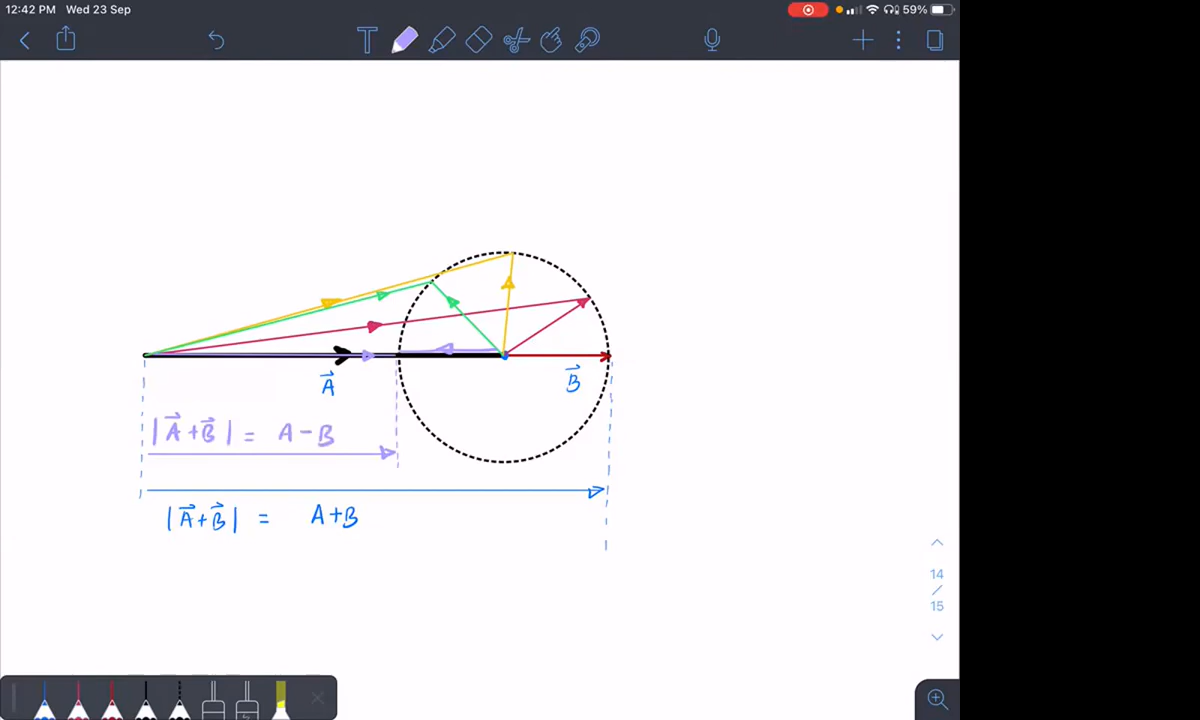 12:42 PM Wed 23 Sep
59%
T
A⃗
B⃗
|A⃗ + B⃗| = A - B
|A⃗ + B⃗| = A + B
14
/
15